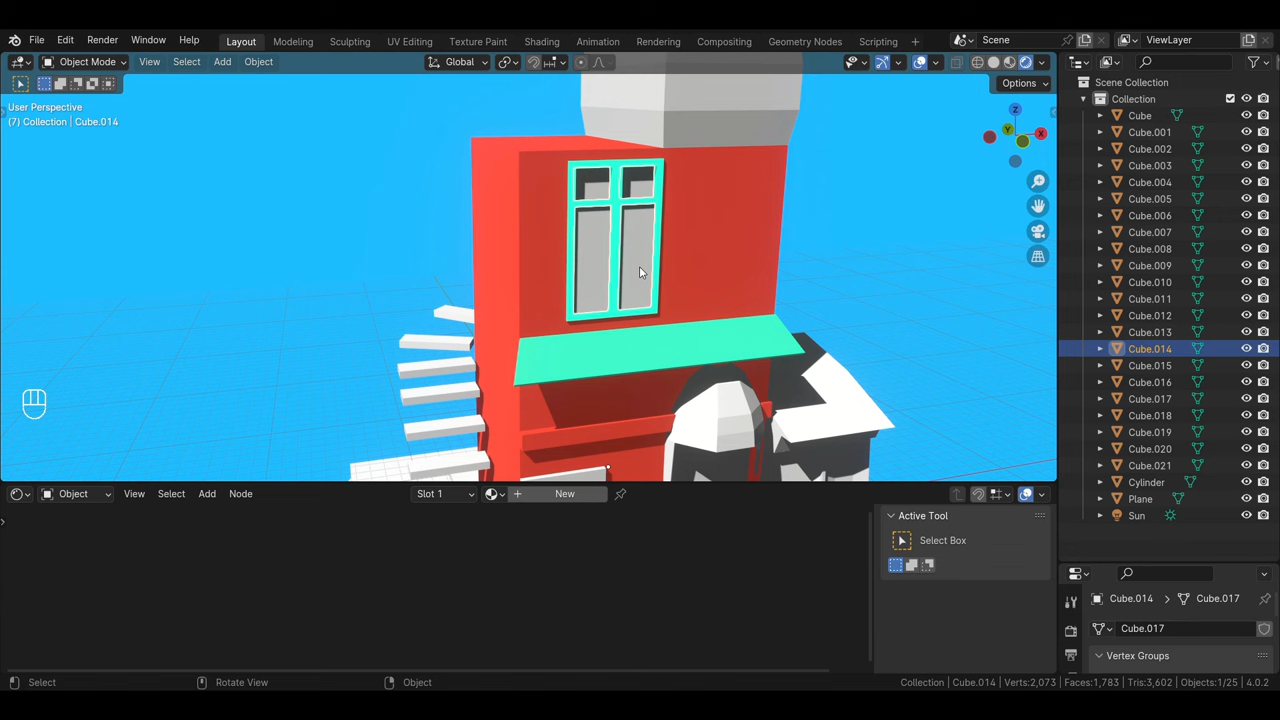 File Edit Render Window Help
Layout Modeling Sculpting UV Editing Texture Paint Shading Animation Rendering Compositing Geometry Nodes Scripting
Scene
ViewLayer
Object Mode View Select Add Object
Global
Options
User Perspective
(7) Collection | Cube.014
Z
Y
X
Scene Collection
Collection
Cube
Cube.001
Cube.002
Cube.003
Cube.004
Cube.005
Cube.006
Cube.007
Cube.008
Cube.009
Cube.010
Cube.011
Cube.012
Cube.013
Cube.014
Cube.015
Cube.016
Cube.017
Cube.018
Cube.019
Cube.020
Cube.021
Cylinder
Plane
Sun
Object View Select Add Node
Slot 1
New
Active Tool
Select Box
Cube.014 Cube.017
Cube.017
Vertex Groups
Select
Rotate View
Object
Collection | Cube.014 Verts:2,073 | Faces:1,783 | Tris:3,602 | Objects:1/25 | 4.0.2